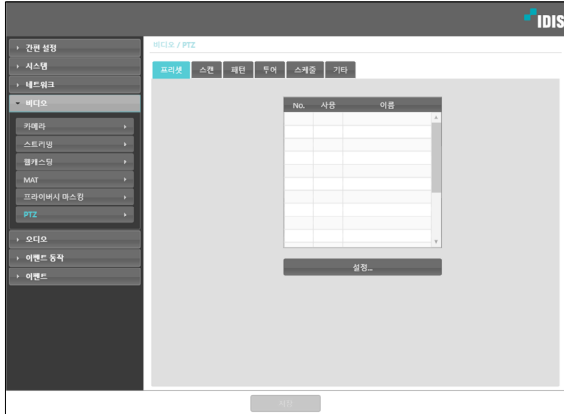 IDIS
간편 설정
시스템
네트워크
비디오
카메라
스트리밍
웹캐스팅
MAT
프라이버시 마스킹
PTZ
오디오
이벤트 동작
이벤트
비디오 / PTZ
프리셋 스캔 패턴 투어 스케줄 기타
No. 사용 이름
설정...
저장